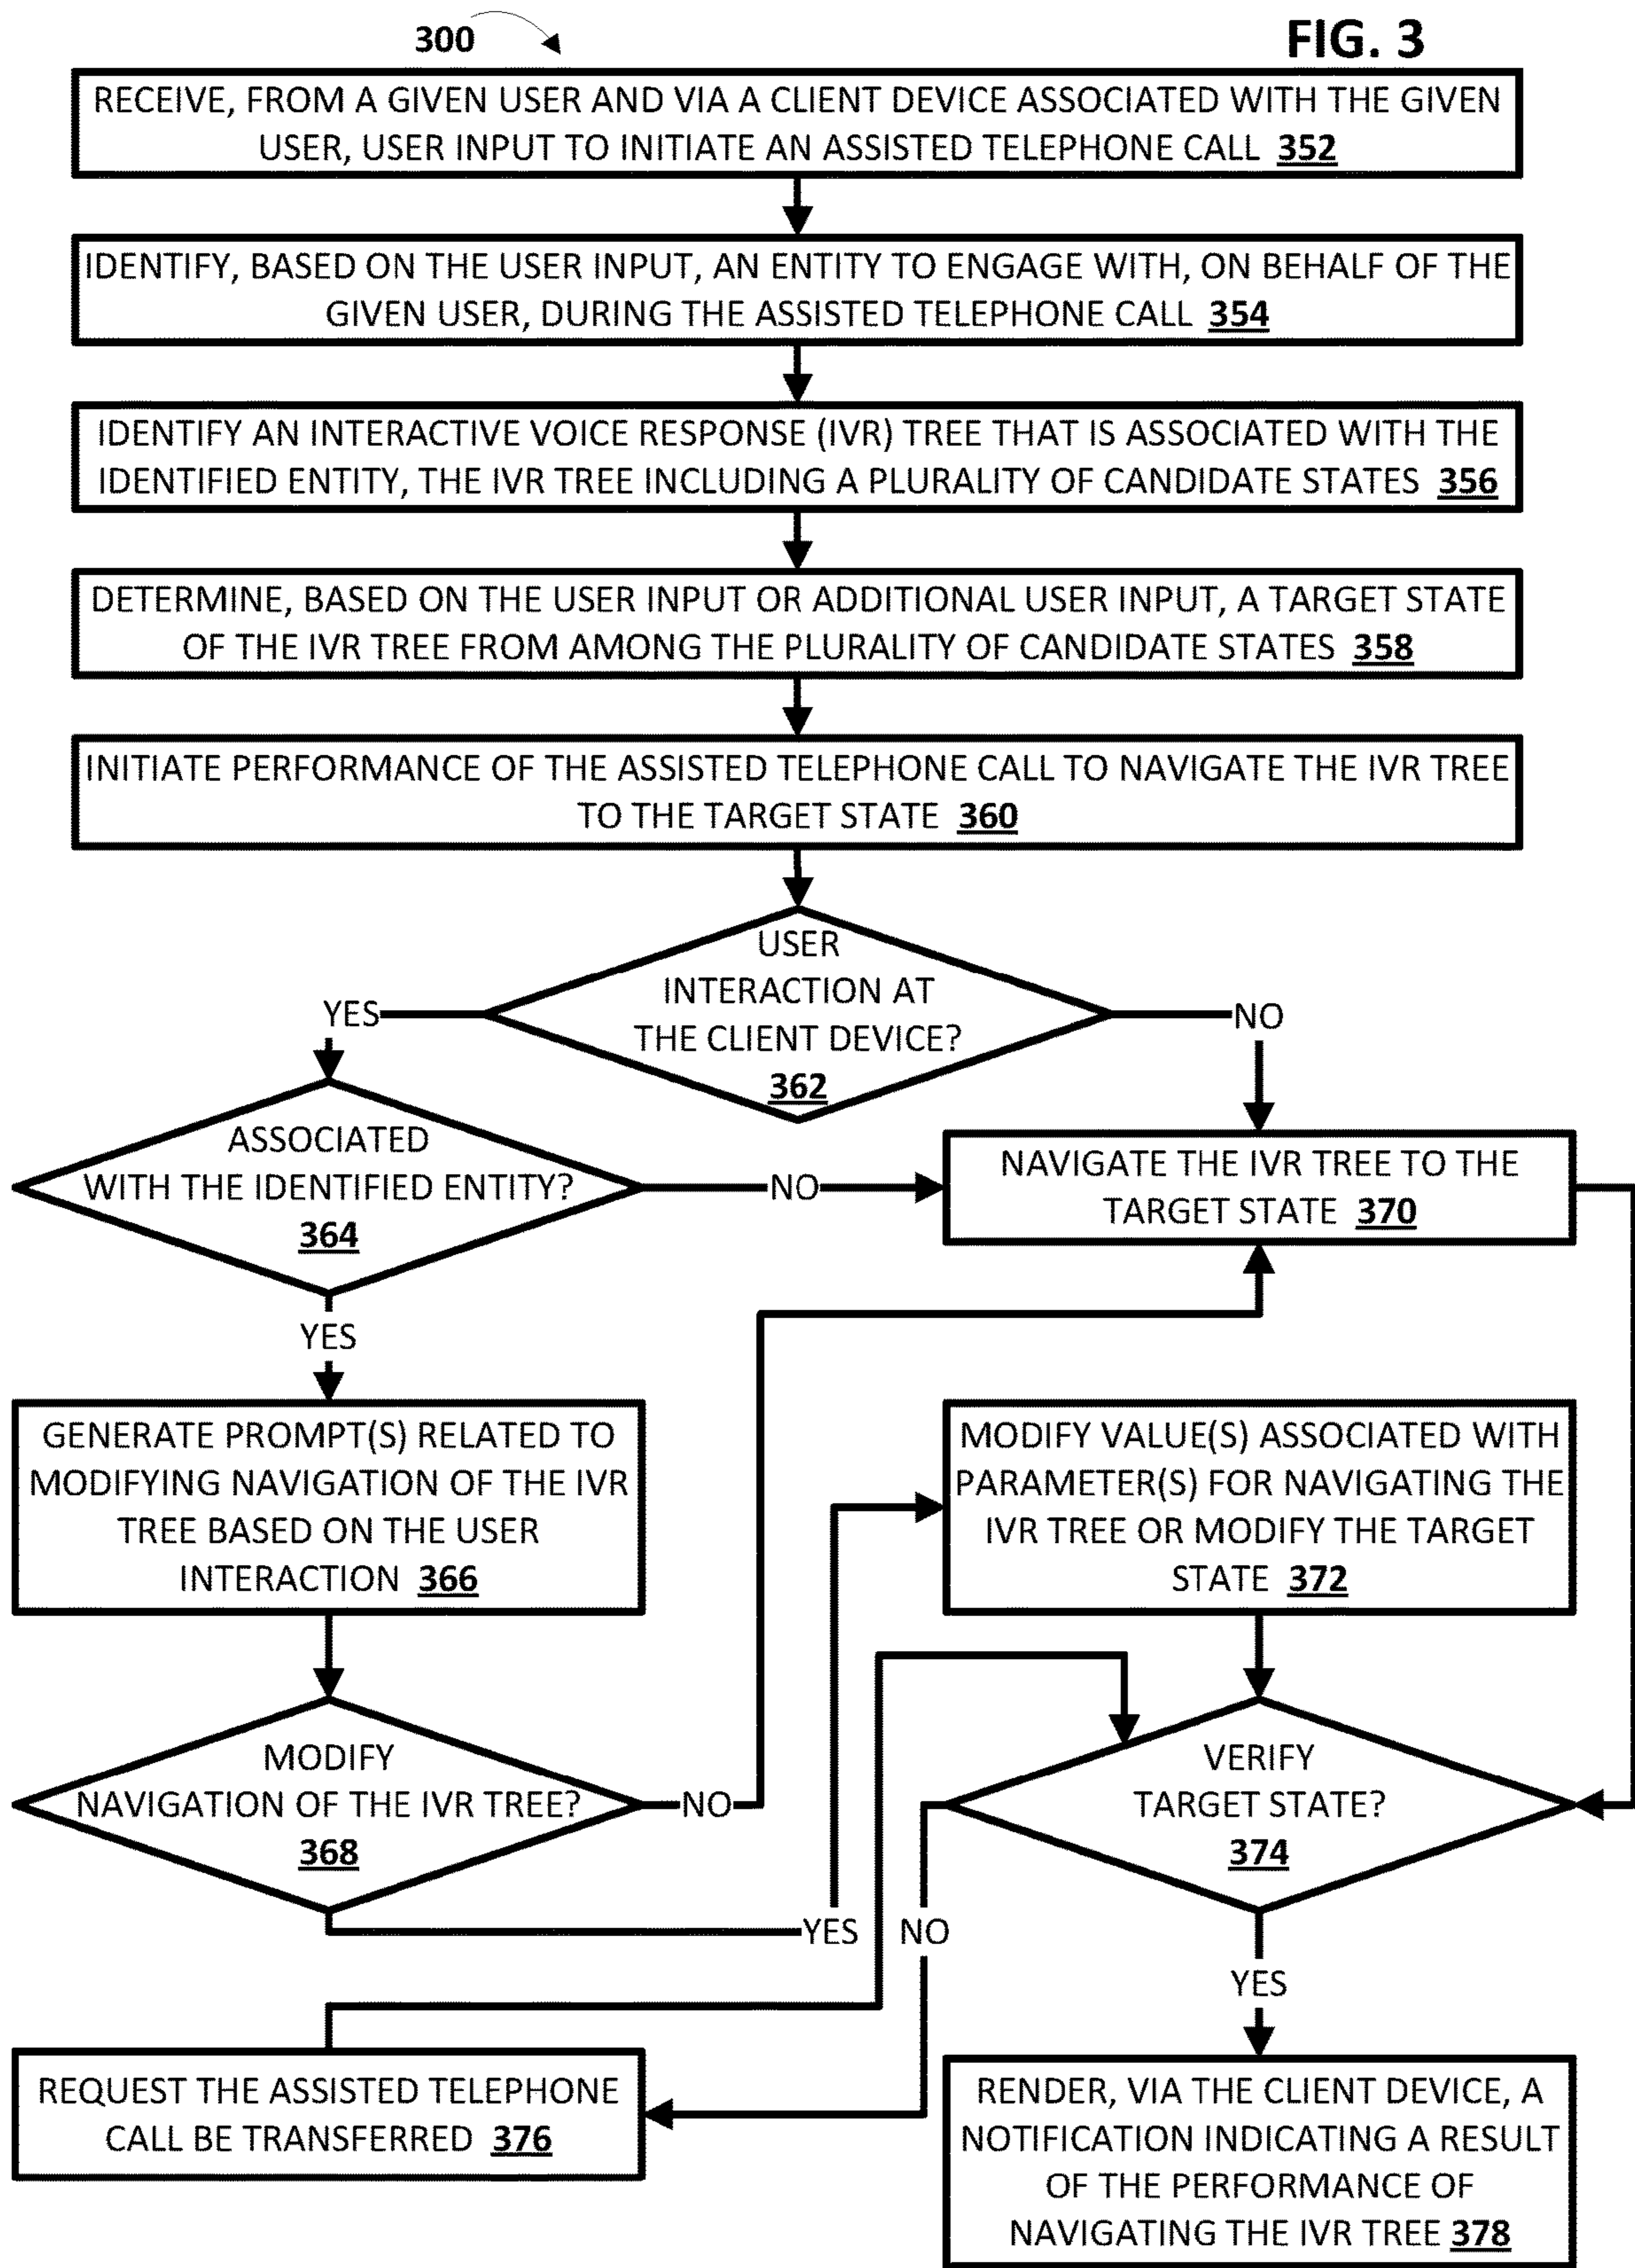 300
FIG. 3
RECEIVE, FROM A GIVEN USER AND VIA A CLIENT DEVICE ASSOCIATED WITH THE GIVEN
USER, USER INPUT TO INITIATE AN ASSISTED TELEPHONE CALL 352
IDENTIFY, BASED ON THE USER INPUT, AN ENTITY TO ENGAGE WITH, ON BEHALF OF THE
GIVEN USER, DURING THE ASSISTED TELEPHONE CALL 354
IDENTIFY AN INTERACTIVE VOICE RESPONSE (IVR) TREE THAT IS ASSOCIATED WITH THE
IDENTIFIED ENTITY, THE IVR TREE INCLUDING A PLURALITY OF CANDIDATE STATES 356
DETERMINE, BASED ON THE USER INPUT OR ADDITIONAL USER INPUT, A TARGET STATE
OF THE IVR TREE FROM AMONG THE PLURALITY OF CANDIDATE STATES 358
INITIATE PERFORMANCE OF THE ASSISTED TELEPHONE CALL TO NAVIGATE THE IVR TREE
TO THE TARGET STATE 360
USER
INTERACTION AT
THE CLIENT DEVICE?
362
YES
NO
ASSOCIATED
WITH THE IDENTIFIED ENTITY?
364
NO
NAVIGATE THE IVR TREE TO THE
TARGET STATE 370
YES
GENERATE PROMPT(S) RELATED TO
MODIFYING NAVIGATION OF THE IVR
TREE BASED ON THE USER
INTERACTION 366
MODIFY VALUE(S) ASSOCIATED WITH
PARAMETER(S) FOR NAVIGATING THE
IVR TREE OR MODIFY THE TARGET
STATE 372
MODIFY
NAVIGATION OF THE IVR TREE?
368
NO
VERIFY
TARGET STATE?
374
YES
NO
YES
REQUEST THE ASSISTED TELEPHONE
CALL BE TRANSFERRED 376
RENDER, VIA THE CLIENT DEVICE, A
NOTIFICATION INDICATING A RESULT
OF THE PERFORMANCE OF
NAVIGATING THE IVR TREE 378